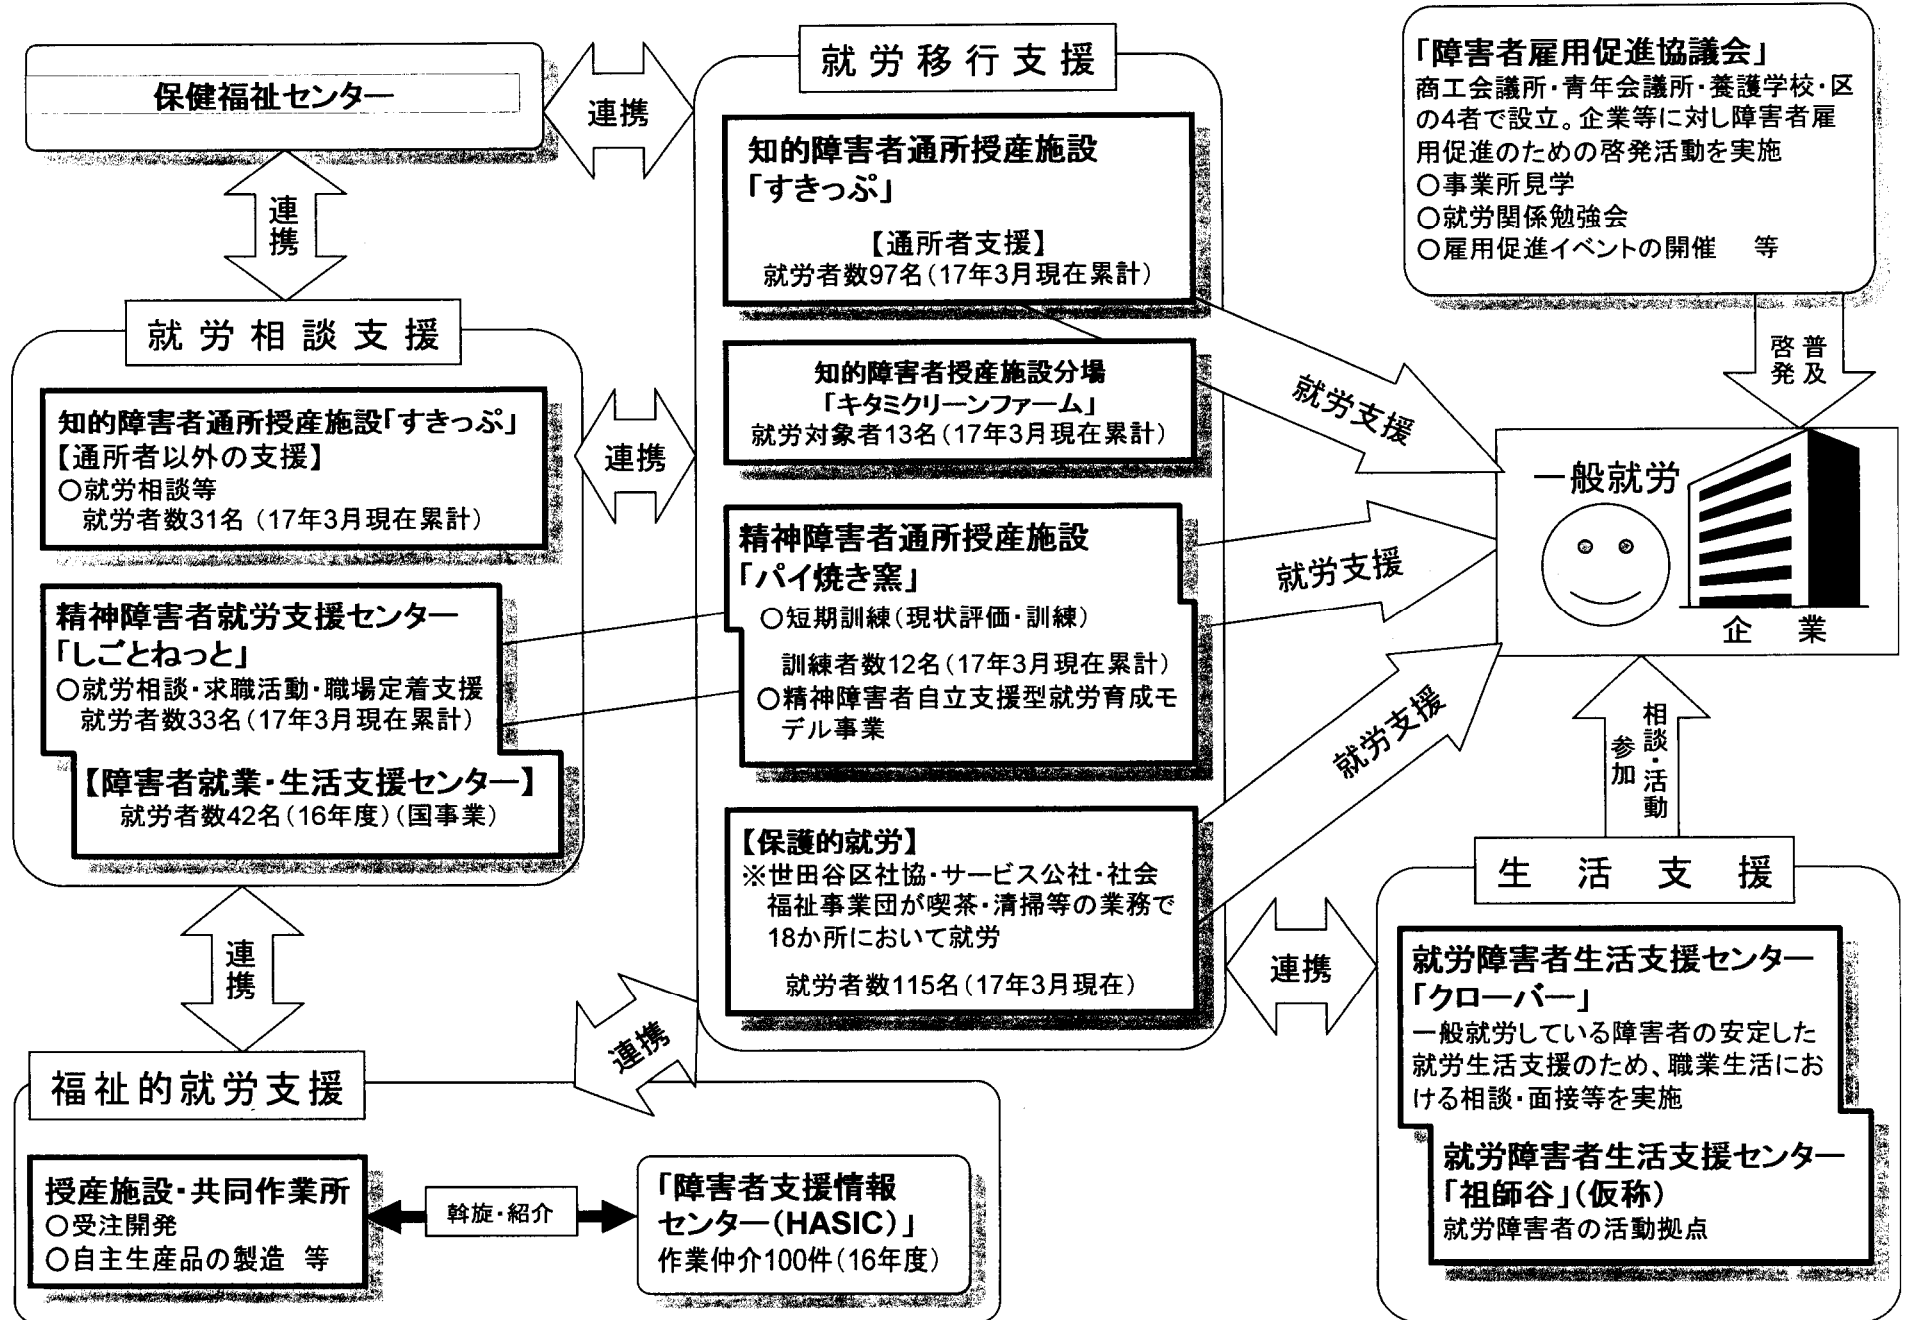 保健福祉センター
連携
連携
就労移行支援
知的障害者通所授産施設
「すきっぷ」
【通所者支援】
就労者数97名（17年3月現在累計）
知的障害者授産施設分場
「キタミクリーンファーム」
就労対象者13名（17年3月現在累計）
精神障害者通所授産施設
「パイ焼き窯」
○短期訓練（現状評価・訓練）
訓練者数12名（17年3月現在累計）
○精神障害者自立支援型就労育成モ
デル事業
【保護的就労】
※世田谷区社協・サービス公社・社会
福祉事業団が喫茶・清掃等の業務で
18か所において就労
就労者数115名（17年3月現在）
「障害者雇用促進協議会」
商工会議所・青年会議所・養護学校・区
の4者で設立。企業等に対し障害者雇
用促進のための啓発活動を実施
○事業所見学
○就労関係勉強会
○雇用促進イベントの開催　等
普及
啓発
就労相談支援
知的障害者通所授産施設「すきっぷ」
【通所者以外の支援】
○就労相談等
就労者数31名（17年3月現在累計）
精神障害者就労支援センター
「しごとねっと」
○就労相談・求職活動・職場定着支援
就労者数33名（17年3月現在累計）
【障害者就業・生活支援センター】
就労者数42名（16年度）（国事業）
連携
就労支援
就労支援
就労支援
一般就労
企　業
相談・活動
参加
連携
連携
連携
生活支援
就労障害者生活支援センター
「クローバー」
一般就労している障害者の安定した
就労生活支援のため、職業生活にお
ける相談・面接等を実施
就労障害者生活支援センター
「祖師谷」（仮称）
就労障害者の活動拠点
福祉的就労支援
授産施設・共同作業所
○受注開発
○自主生産品の製造　等
斡旋・紹介
「障害者支援情報
センター（HASIC）」
作業仲介100件（16年度）